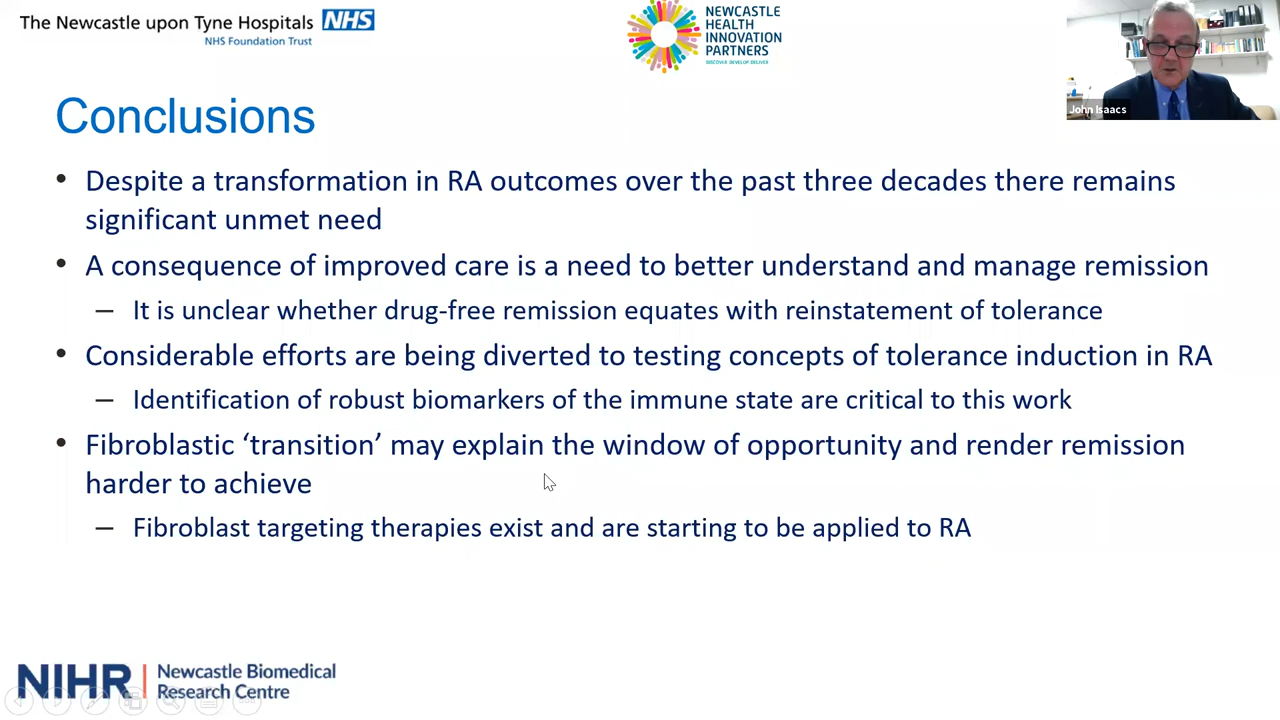 The Newcastle upon Tyne Hospitals NHS
NHS Foundation Trust
NEWCASTLE
HEALTH
INNOVATION
PARTNERS
DISCOVER DEVELOP DELIVER
John Isaacs
Conclusions
• Despite a transformation in RA outcomes over the past three decades there remains
significant unmet need
• A consequence of improved care is a need to better understand and manage remission
– It is unclear whether drug-free remission equates with reinstatement of tolerance
• Considerable efforts are being diverted to testing concepts of tolerance induction in RA
– Identification of robust biomarkers of the immune state are critical to this work
• Fibroblastic ‘transition’ may explain the window of opportunity and render remission
harder to achieve
– Fibroblast targeting therapies exist and are starting to be applied to RA
NIHR | Newcastle Biomedical
Research Centre